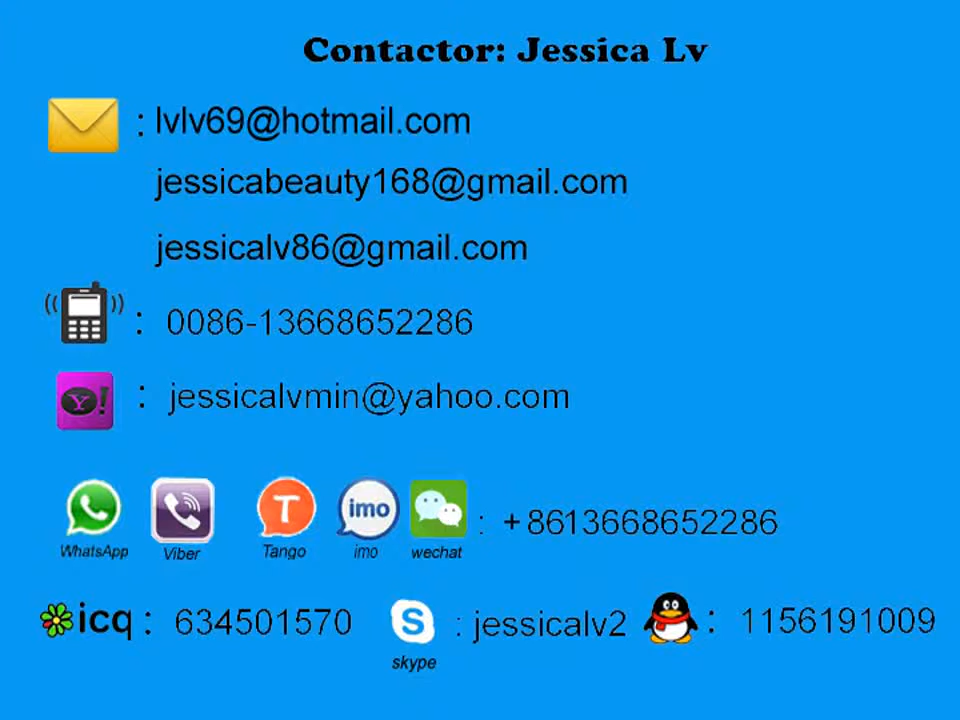 Contactor: Jessica Lv
: lvlv69@hotmail.com
jessicabeauty168@gmail.com
jessicalv86@gmail.com
: 0086-13668652286
Y! : jessicalvmin@yahoo.com
T imo
WhatsApp Viber Tango imo wechat : +8613668652286
icq : 634501570 S : jessicalv2 : 1156191009
skype